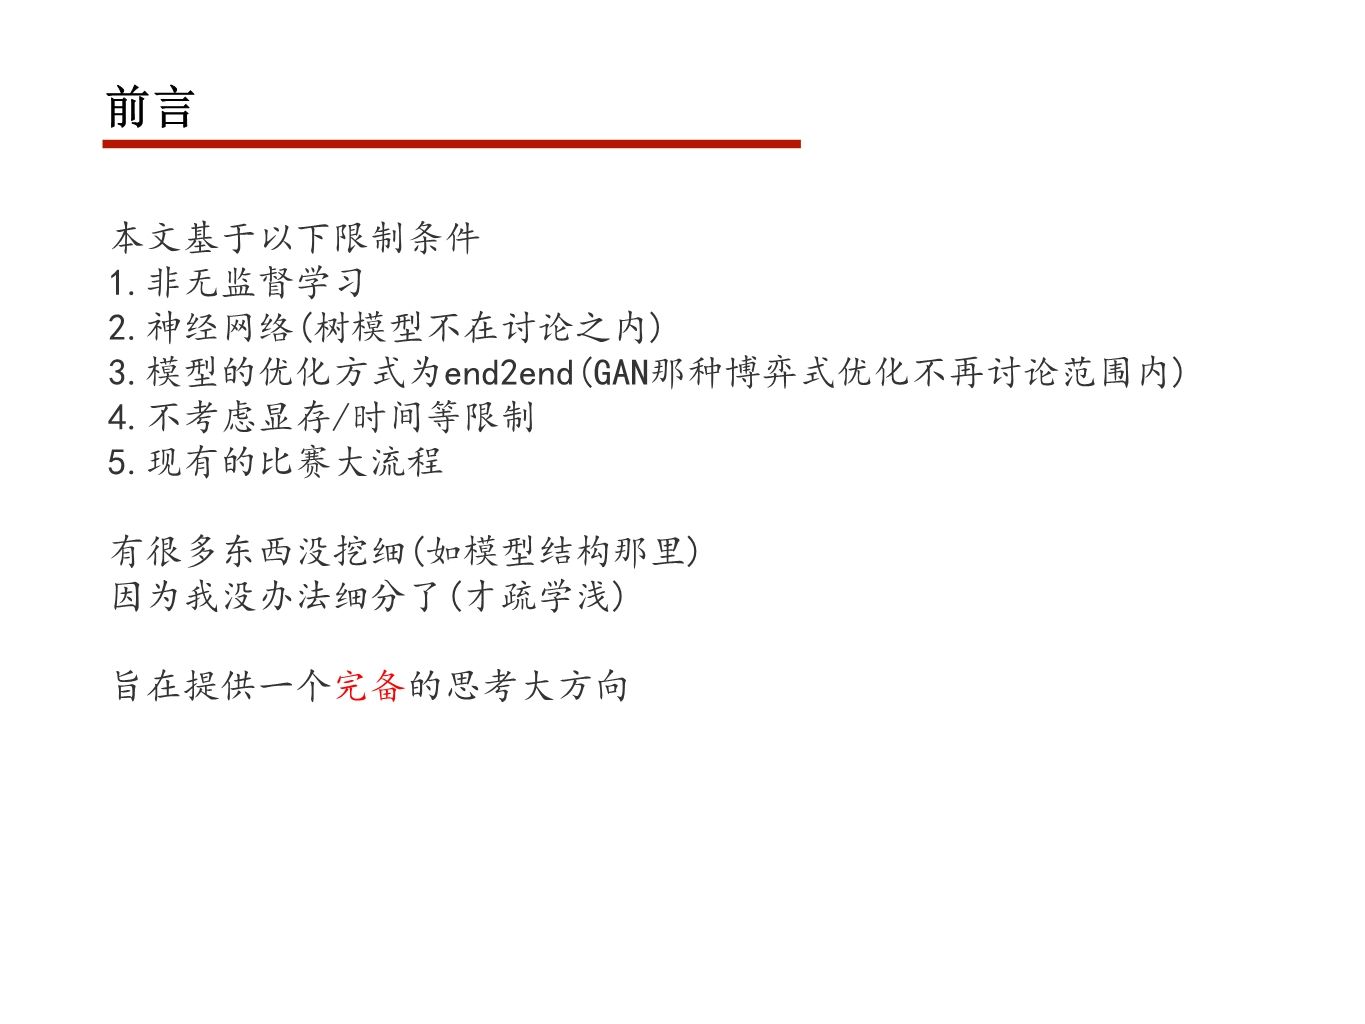 前言
本文基于以下限制条件
1.非无监督学习
2.神经网络(树模型不在讨论之内)
3.模型的优化方式为end2end(GAN那种博弈式优化不再讨论范围内)
4.不考虑显存/时间等限制
5.现有的比赛大流程
有很多东西没挖细(如模型结构那里)
因为我没办法细分了(才疏学浅)
旨在提供一个完备的思考大方向